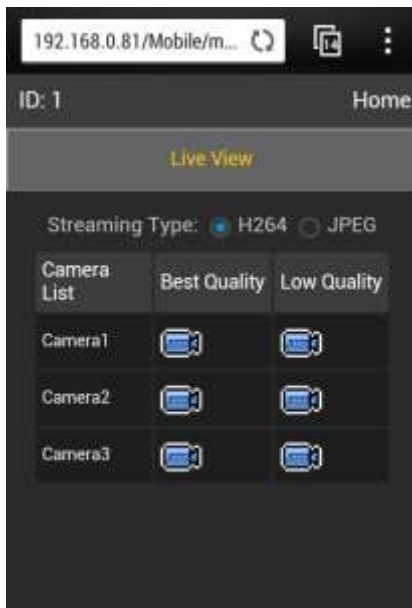 192.168.0.81/Mobile/m...
14
ID: 1 Home
Live View
Streaming Type: H264 JPEG
Camera List Best Quality Low Quality
Camera1
Camera2
Camera3